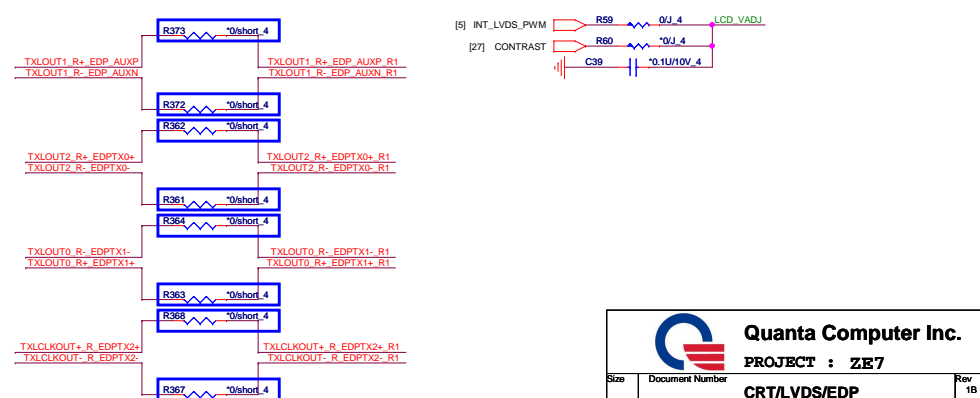 R373 *0/short_4
TXLOUT1_R+_EDP_AUXP TXLOUT1_R+_EDP_AUXP_R1
TXLOUT1_R-_EDP_AUXN TXLOUT1_R-_EDP_AUXN_R1
R372 *0/short_4
R362 *0/short_4
TXLOUT2_R+_EDPTX0+ TXLOUT2_R+_EDPTX0+_R1
TXLOUT2_R-_EDPTX0- TXLOUT2_R-_EDPTX0-_R1
R361 *0/short_4
R364 *0/short_4
TXLOUT0_R-_EDPTX1- TXLOUT0_R-_EDPTX1-_R1
TXLOUT0_R+_EDPTX1+ TXLOUT0_R+_EDPTX1+_R1
R363 *0/short_4
R368 *0/short_4
TXLCLKOUT+_R_EDPTX2+ TXLCLKOUT+_R_EDPTX2+_R1
TXLCLKOUT-_R_EDPTX2- TXLCLKOUT-_R_EDPTX2-_R1
R367 *0/short_4
[5] INT_LVDS_PWM R59 0/J_4 LCD_VADJ
[27] CONTRAST R60 *0/J_4
C39 *0.1U/10V_4
Quanta Computer Inc.
PROJECT : ZE7
Size Document Number Rev
CRT/LVDS/EDP 1B